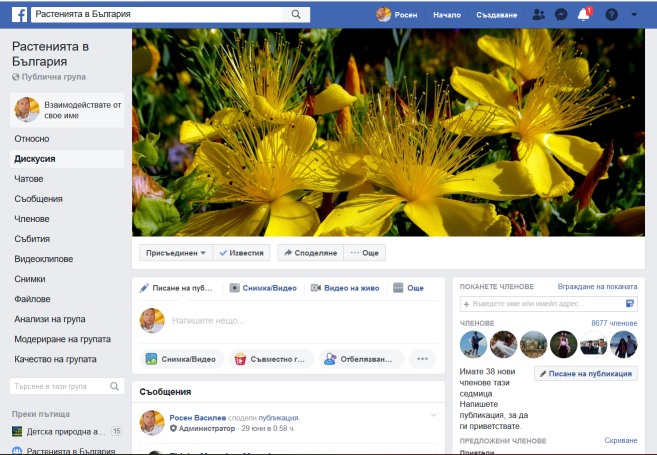 Растенията в България
Росен
Начало
Създаване
1
Растенията в
България
Публична група
Взаимодействате от
свое име
Относно
Дискусия
Чатове
Съобщения
Членове
Събития
Видеоклипове
Снимки
Файлове
Анализи на група
Модериране на групата
Качество на групата
Търсене в тази група
Преки пътища
Детска природна а... 15
Растенията в България
Присъединен
Известия
Споделяне
Още
Писане на пуб...
Снимка/Видео
Видео на живо
Още
Напишете нещо...
Снимка/Видео
Съвместно г...
Отбелязван...
Съобщения
Росен Василев сподели публикация.
Администратор · 29 юни в 0:58 ч.
ПОКАНЕТЕ ЧЛЕНОВЕ
Вграждане на поканата
+ Въведете име или имейл адрес...
ЧЛЕНОВЕ
8677 членове
Имате 38 нови
членове тази
седмица.
Напишете
публикация, за да
ги приветствате.
Писане на публикация
ПРЕДЛОЖЕНИ ЧЛЕНОВЕ
Скриване
Приятели